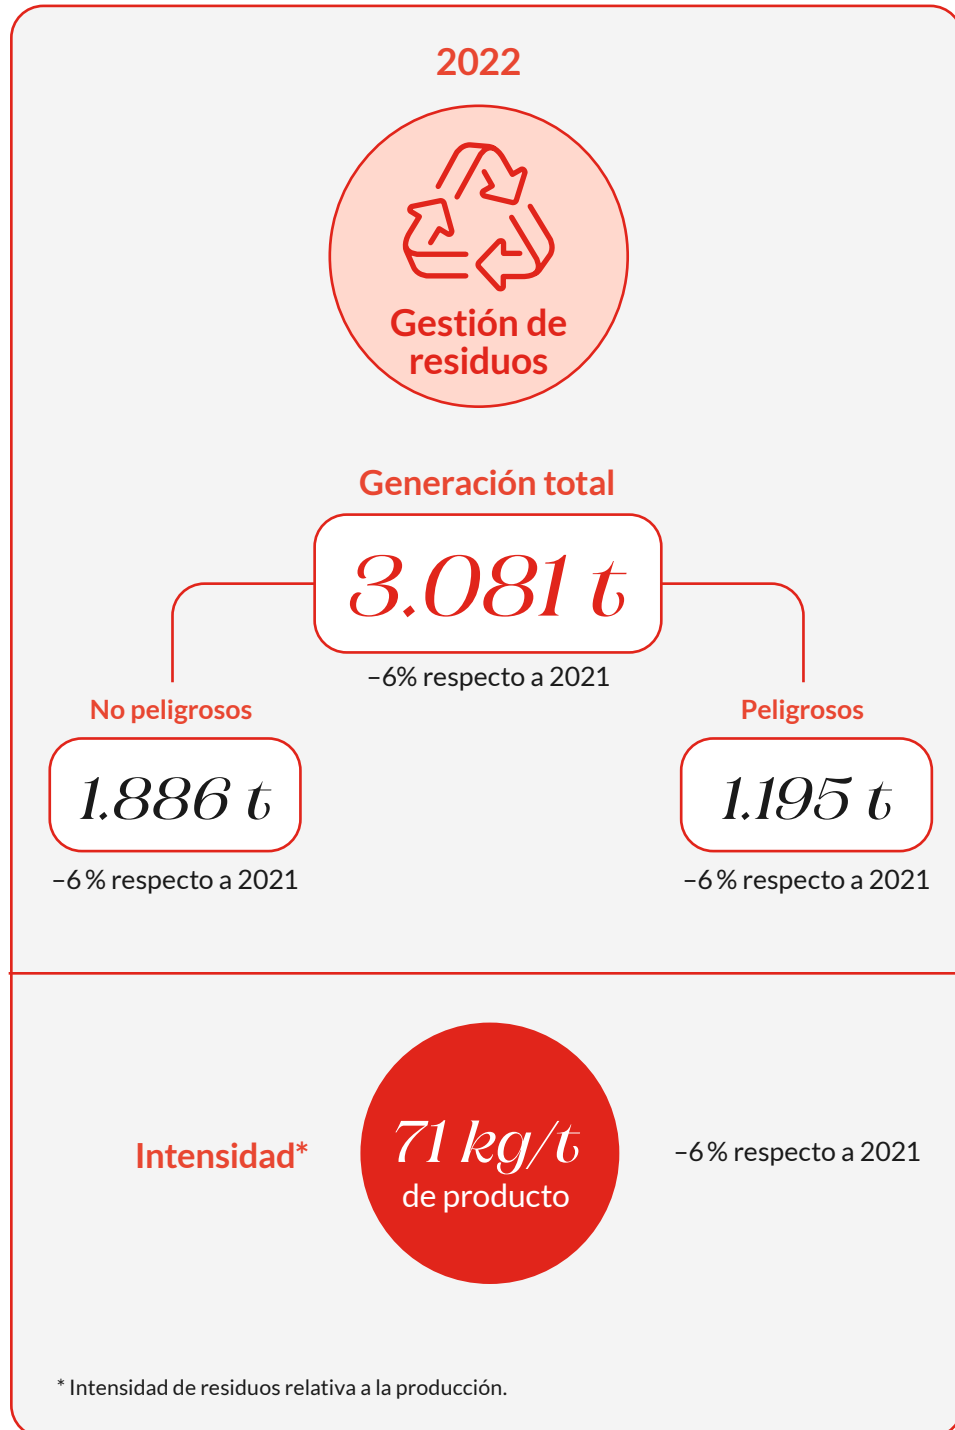 2022
Gestión de
residuos
Generación total
3.081 t
–6% respecto a 2021
No peligrosos
1.886 t
–6 % respecto a 2021
Peligrosos
1.195 t
–6 % respecto a 2021
Intensidad*
71 kg/t
de producto
–6 % respecto a 2021
* Intensidad de residuos relativa a la producción.